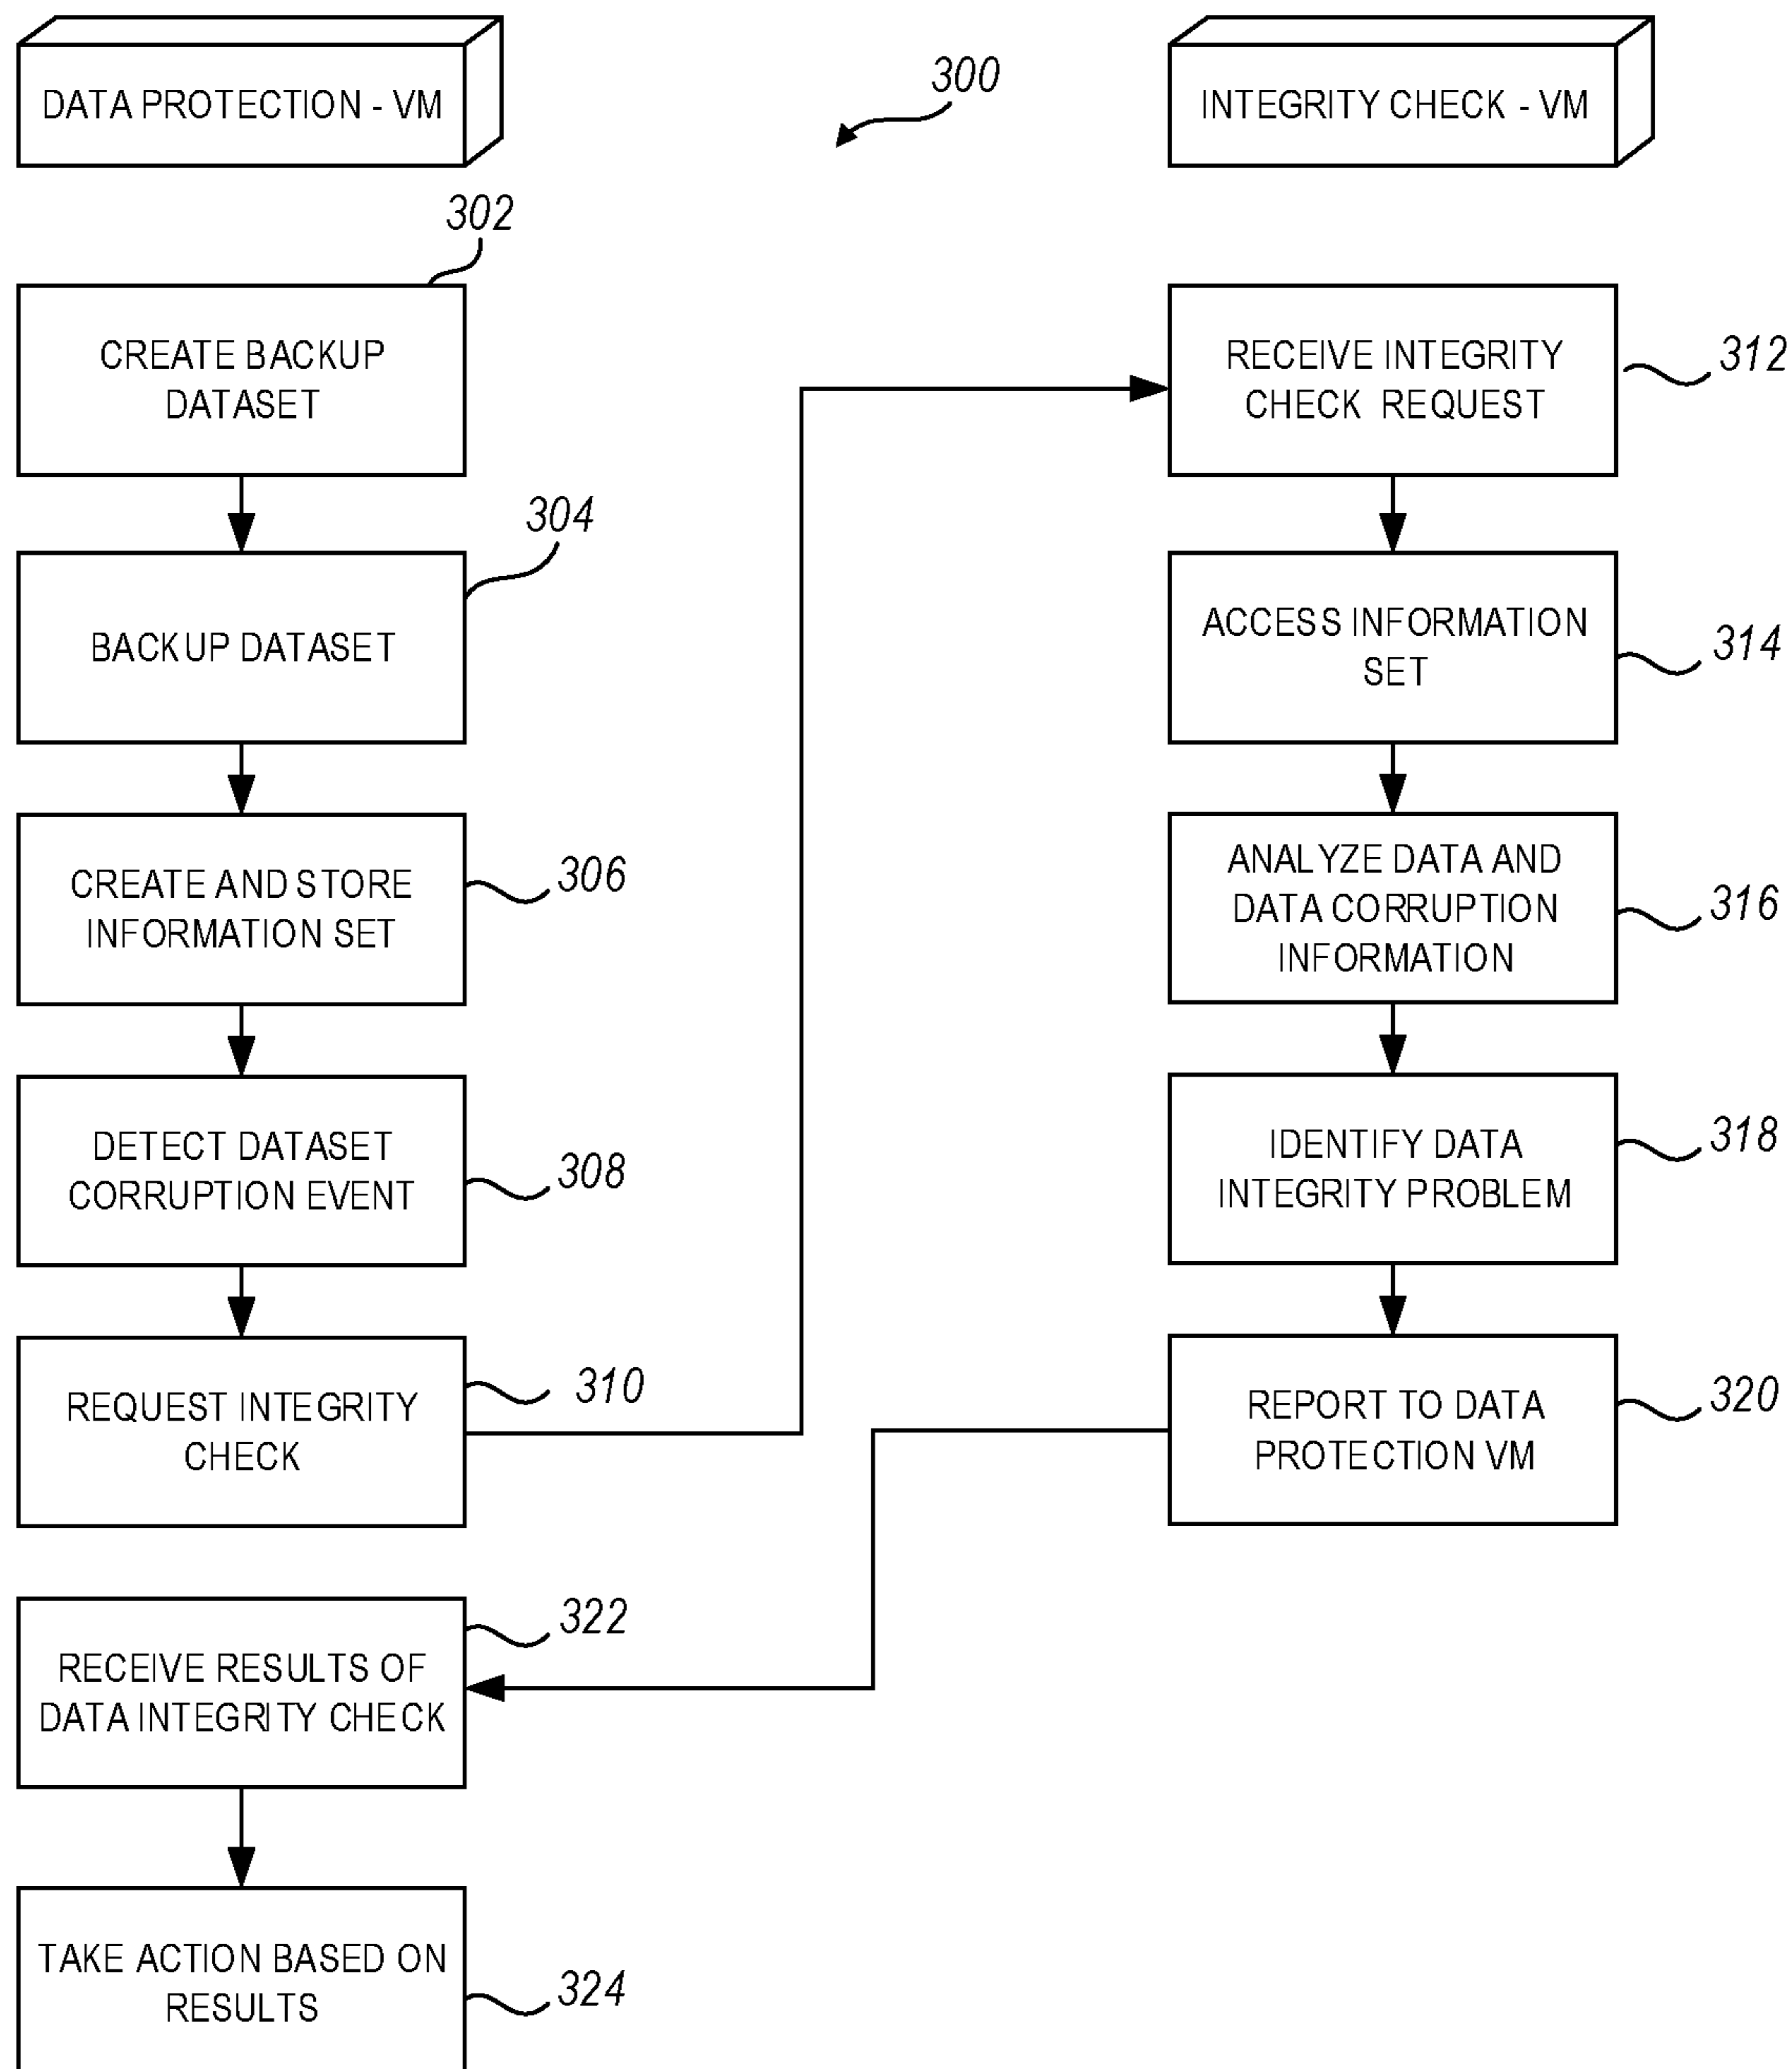 DATA PROTECTION - VM
300
INTEGRITY CHECK - VM
302
CREATE BACKUP
DATASET
304
BACKUP DATASET
CREATE AND STORE
INFORMATION SET
306
DETECT DATASET
CORRUPTION EVENT
308
REQUEST INTEGRITY
CHECK
310
RECEIVE INTEGRITY
CHECK REQUEST
312
ACCESS INFORMATION
SET
314
ANALYZE DATA AND
DATA CORRUPTION
INFORMATION
316
IDENTIFY DATA
INTEGRITY PROBLEM
318
REPORT TO DATA
PROTECTION VM
320
RECEIVE RESULTS OF
DATA INTEGRITY CHECK
322
TAKE ACTION BASED ON
RESULTS
324